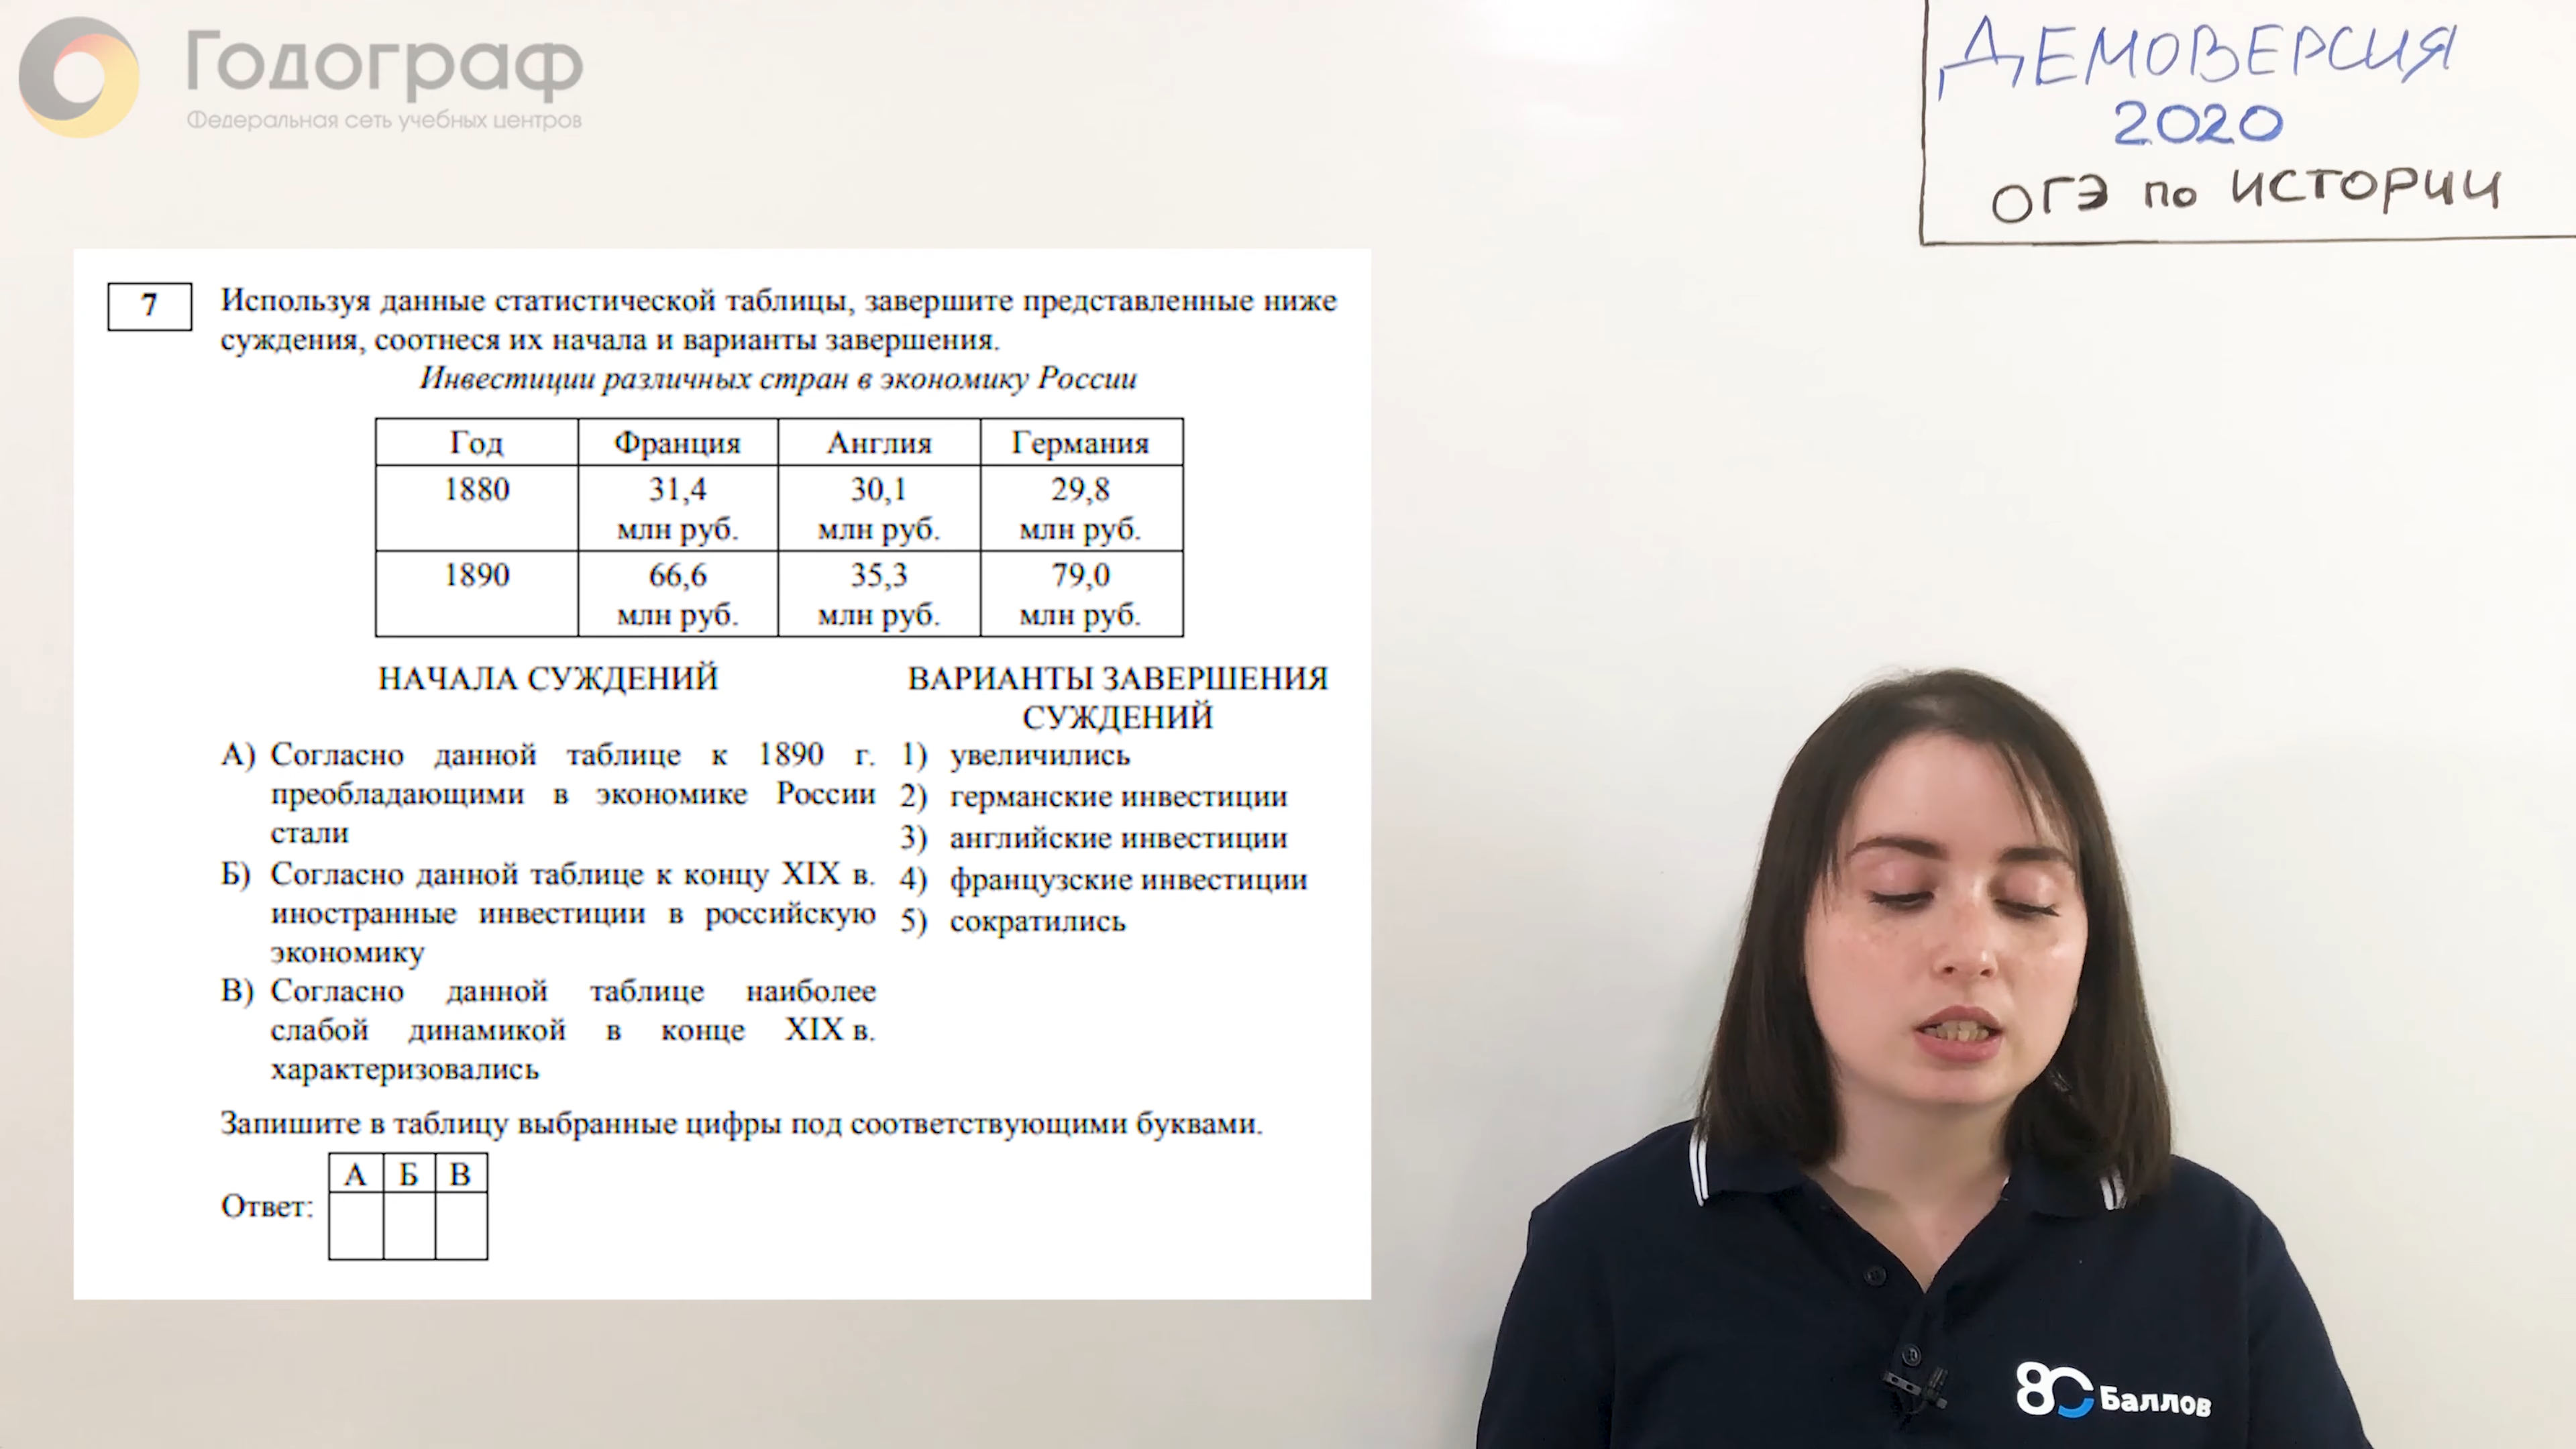 Годограф
Федеральная сеть учебных центров
ДЕМОВЕРСИЯ
2020
ОГЭ по ИСТОРИИ
7
Используя данные статистической таблицы, завершите представленные ниже
суждения, соотнеся их начала и варианты завершения.
Инвестиции различных стран в экономику России
Год Франция Англия Германия
1880 31,4 30,1 29,8
млн руб. млн руб. млн руб.
1890 66,6 35,3 79,0
млн руб. млн руб. млн руб.
НАЧАЛА СУЖДЕНИЙ
А) Согласно данной таблице к 1890 г.
преобладающими в экономике России
стали
Б) Согласно данной таблице к концу XIX в.
иностранные инвестиции в российскую
экономику
В) Согласно данной таблице наиболее
слабой динамикой в конце XIX в.
характеризовались
ВАРИАНТЫ ЗАВЕРШЕНИЯ
СУЖДЕНИЙ
1) увеличились
2) германские инвестиции
3) английские инвестиции
4) французские инвестиции
5) сократились
Запишите в таблицу выбранные цифры под соответствующими буквами.
Ответ:
А Б В
80 Баллов